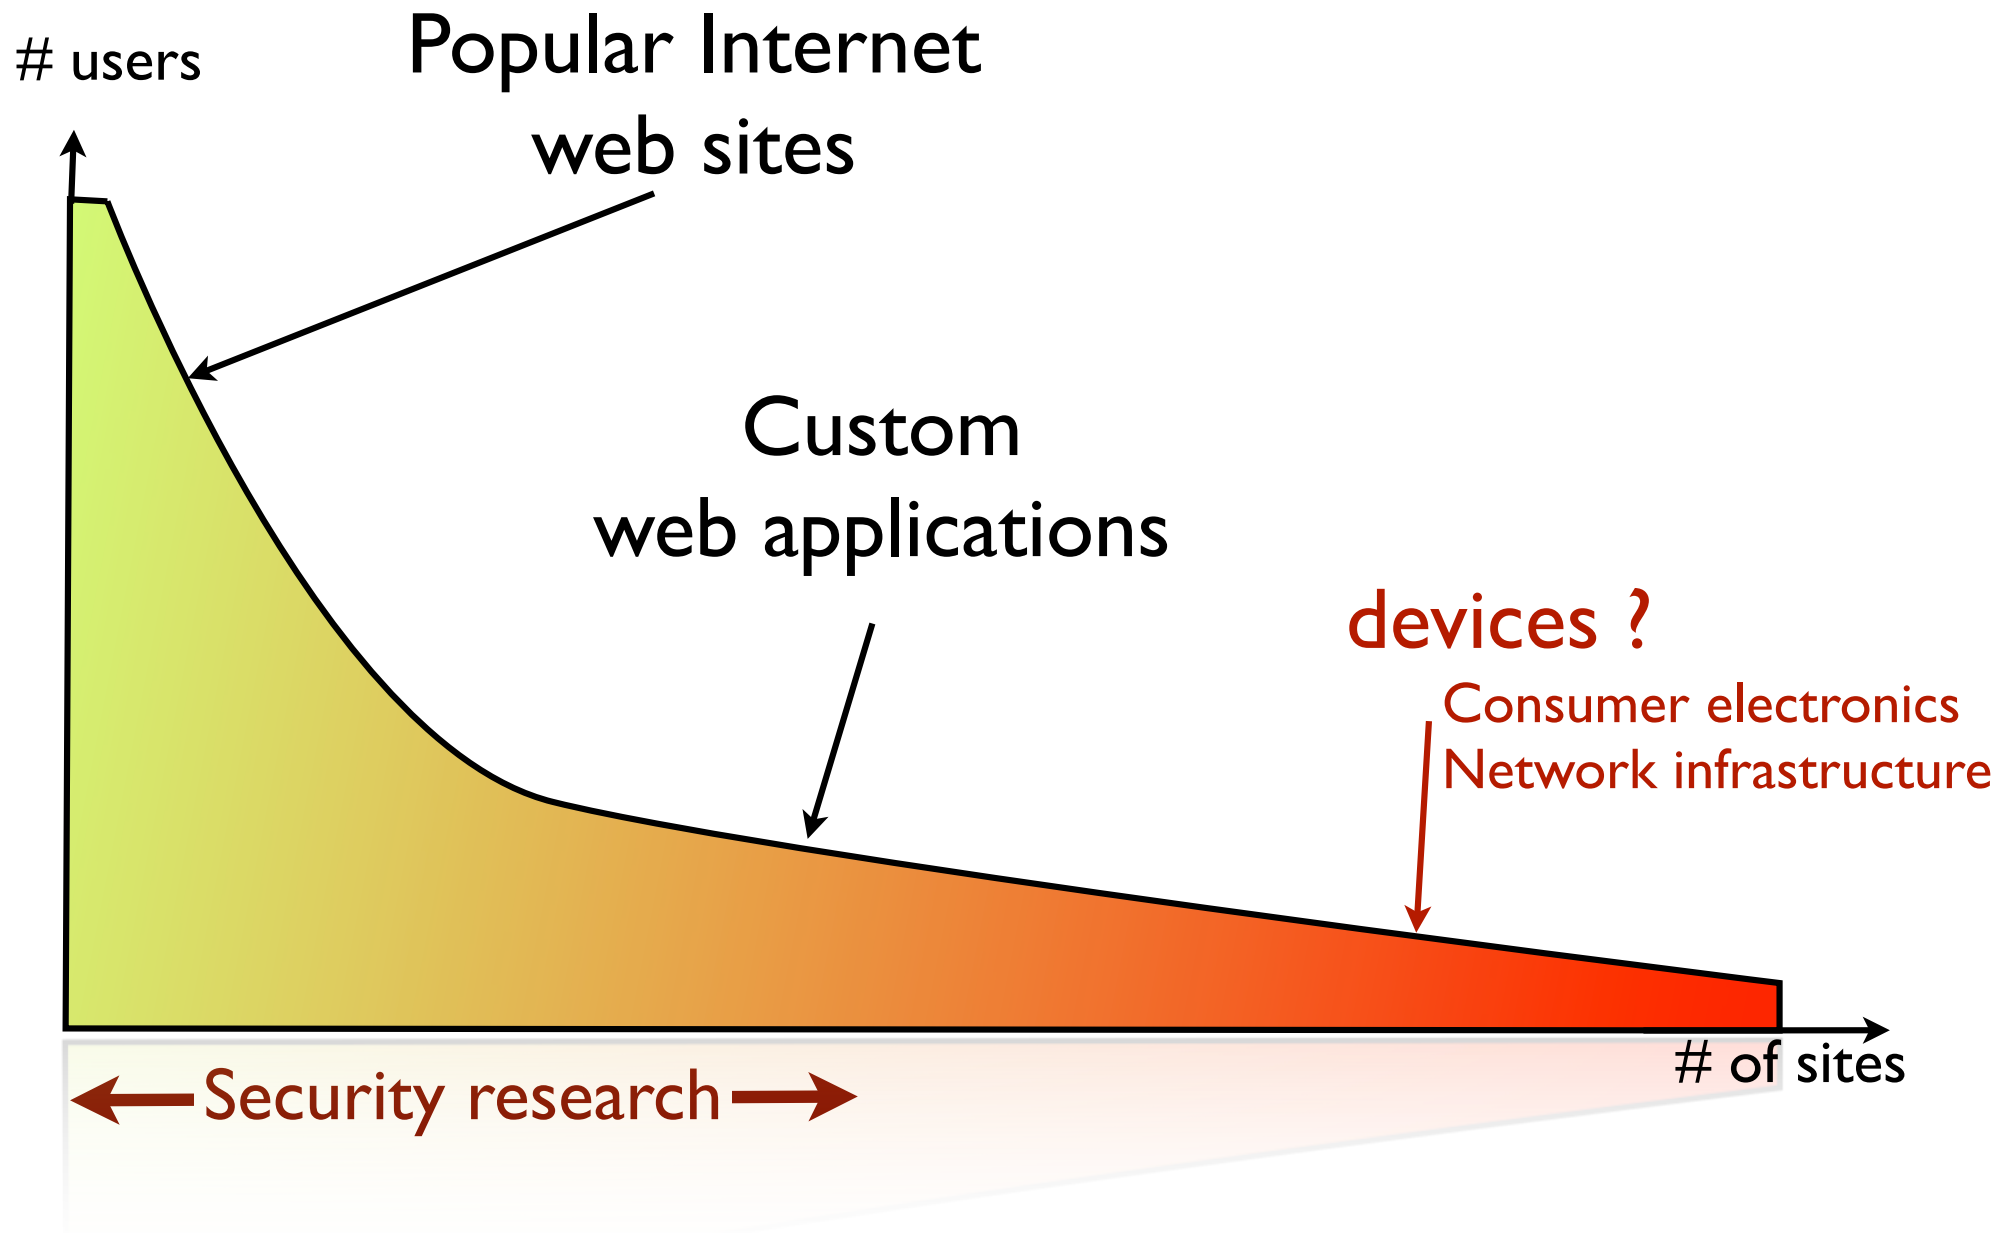 # users
Popular Internet
web sites
Custom
web applications
devices ?
Consumer electronics
Network infrastructure
# of sites
Security research